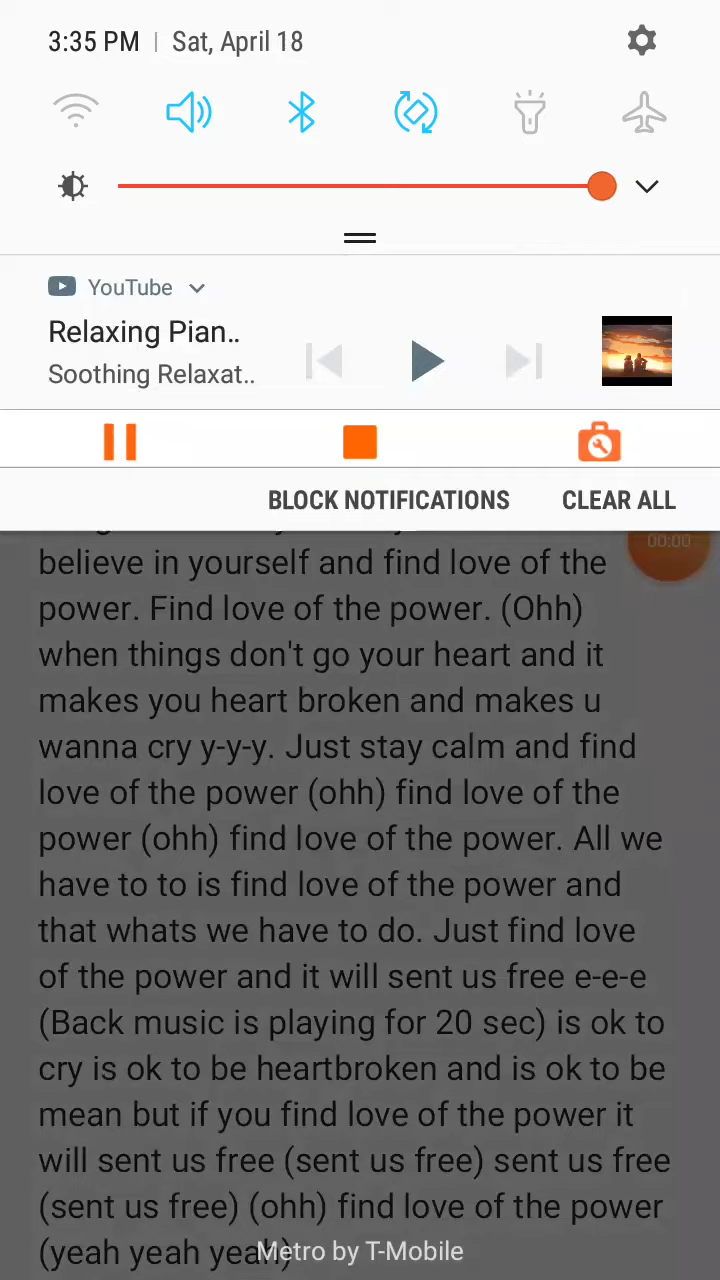 3:35 PM | Sat, April 18
YouTube
Relaxing Pian..
Soothing Relaxat..
BLOCK NOTIFICATIONS CLEAR ALL
00:00
believe in yourself and find love of the
power. Find love of the power. (Ohh)
when things don't go your heart and it
makes you heart broken and makes u
wanna cry y-y-y. Just stay calm and find
love of the power (ohh) find love of the
power (ohh) find love of the power. All we
have to to is find love of the power and
that whats we have to do. Just find love
of the power and it will sent us free e-e-e
(Back music is playing for 20 sec) is ok to
cry is ok to be heartbroken and is ok to be
mean but if you find love of the power it
will sent us free (sent us free) sent us free
(sent us free) (ohh) find love of the power
(yeah yeah yeah)
Metro by T-Mobile